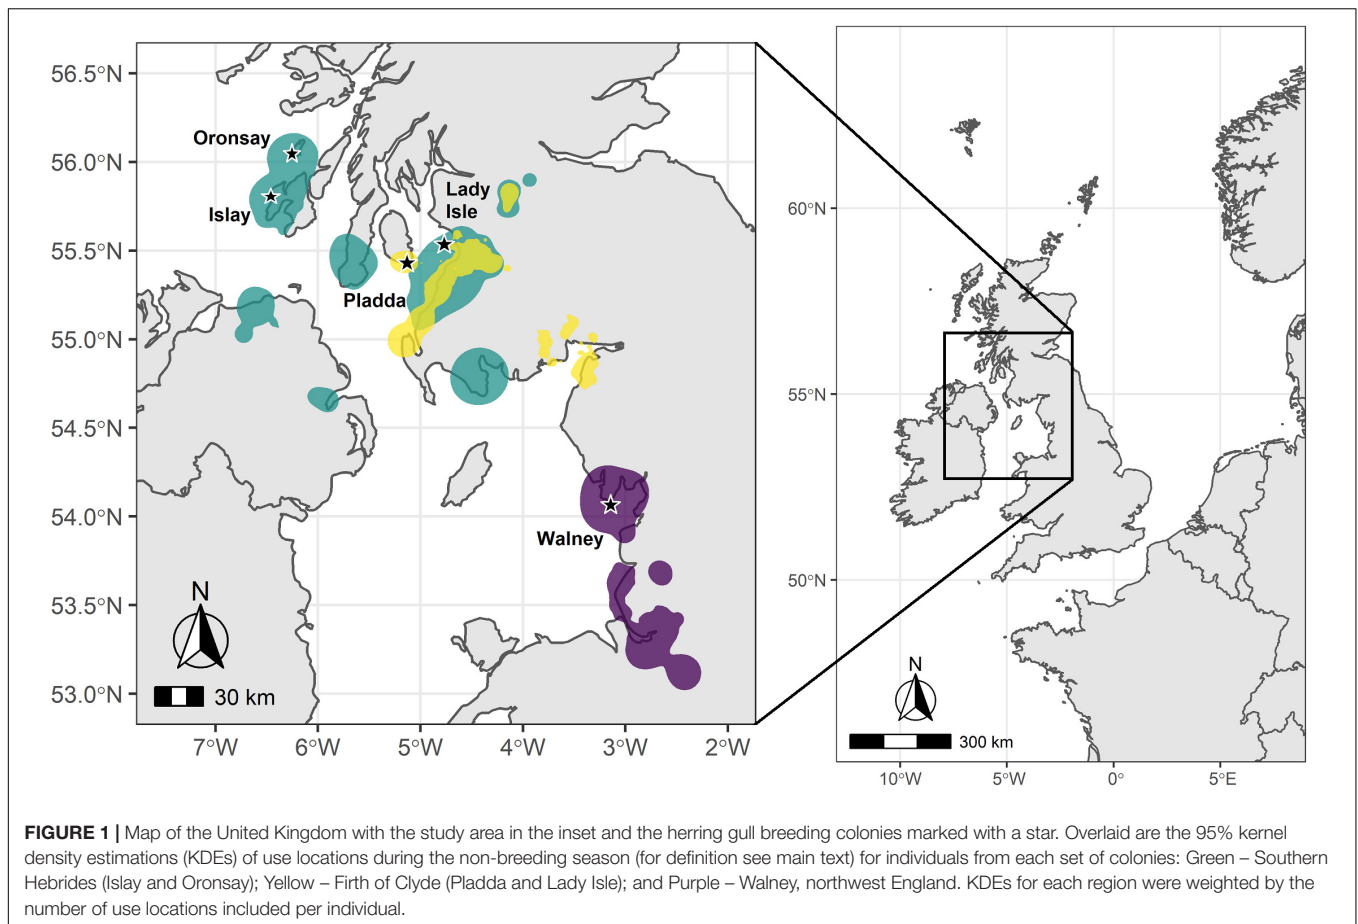 56.5°N
56.0°N
55.5°N
55.0°N
54.5°N
54.0°N
53.5°N
53.0°N
7°W
6°W
5°W
4°W
3°W
2°W
Oronsay
Islay
Lady
Isle
Pladda
Walney
N
30 km
60°N
55°N
50°N
10°W
5°W
0°
5°E
N
300 km
FIGURE 1 | Map of the United Kingdom with the study area in the inset and the herring gull breeding colonies marked with a star. Overlaid are the 95% kernel
density estimations (KDEs) of use locations during the non-breeding season (for definition see main text) for individuals from each set of colonies: Green – Southern
Hebrides (Islay and Oronsay); Yellow – Firth of Clyde (Pladda and Lady Isle); and Purple – Walney, northwest England. KDEs for each region were weighted by the
number of use locations included per individual.